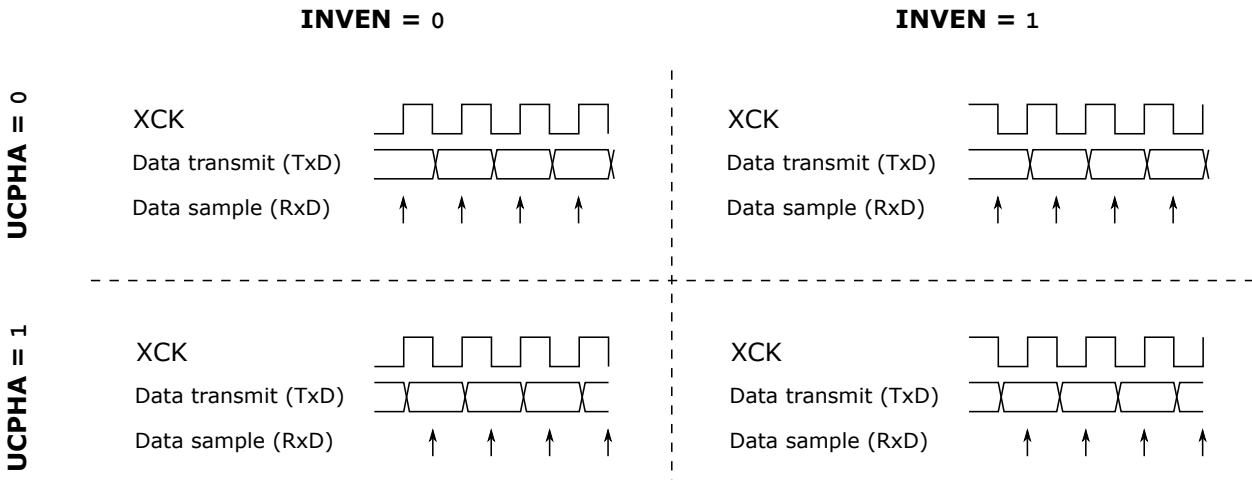 INVEN = 0
INVEN = 1
UCPHA = 0
XCK
Data transmit (TxD)
Data sample (RxD)
XCK
Data transmit (TxD)
Data sample (RxD)
UCPHA = 1
XCK
Data transmit (TxD)
Data sample (RxD)
XCK
Data transmit (TxD)
Data sample (RxD)